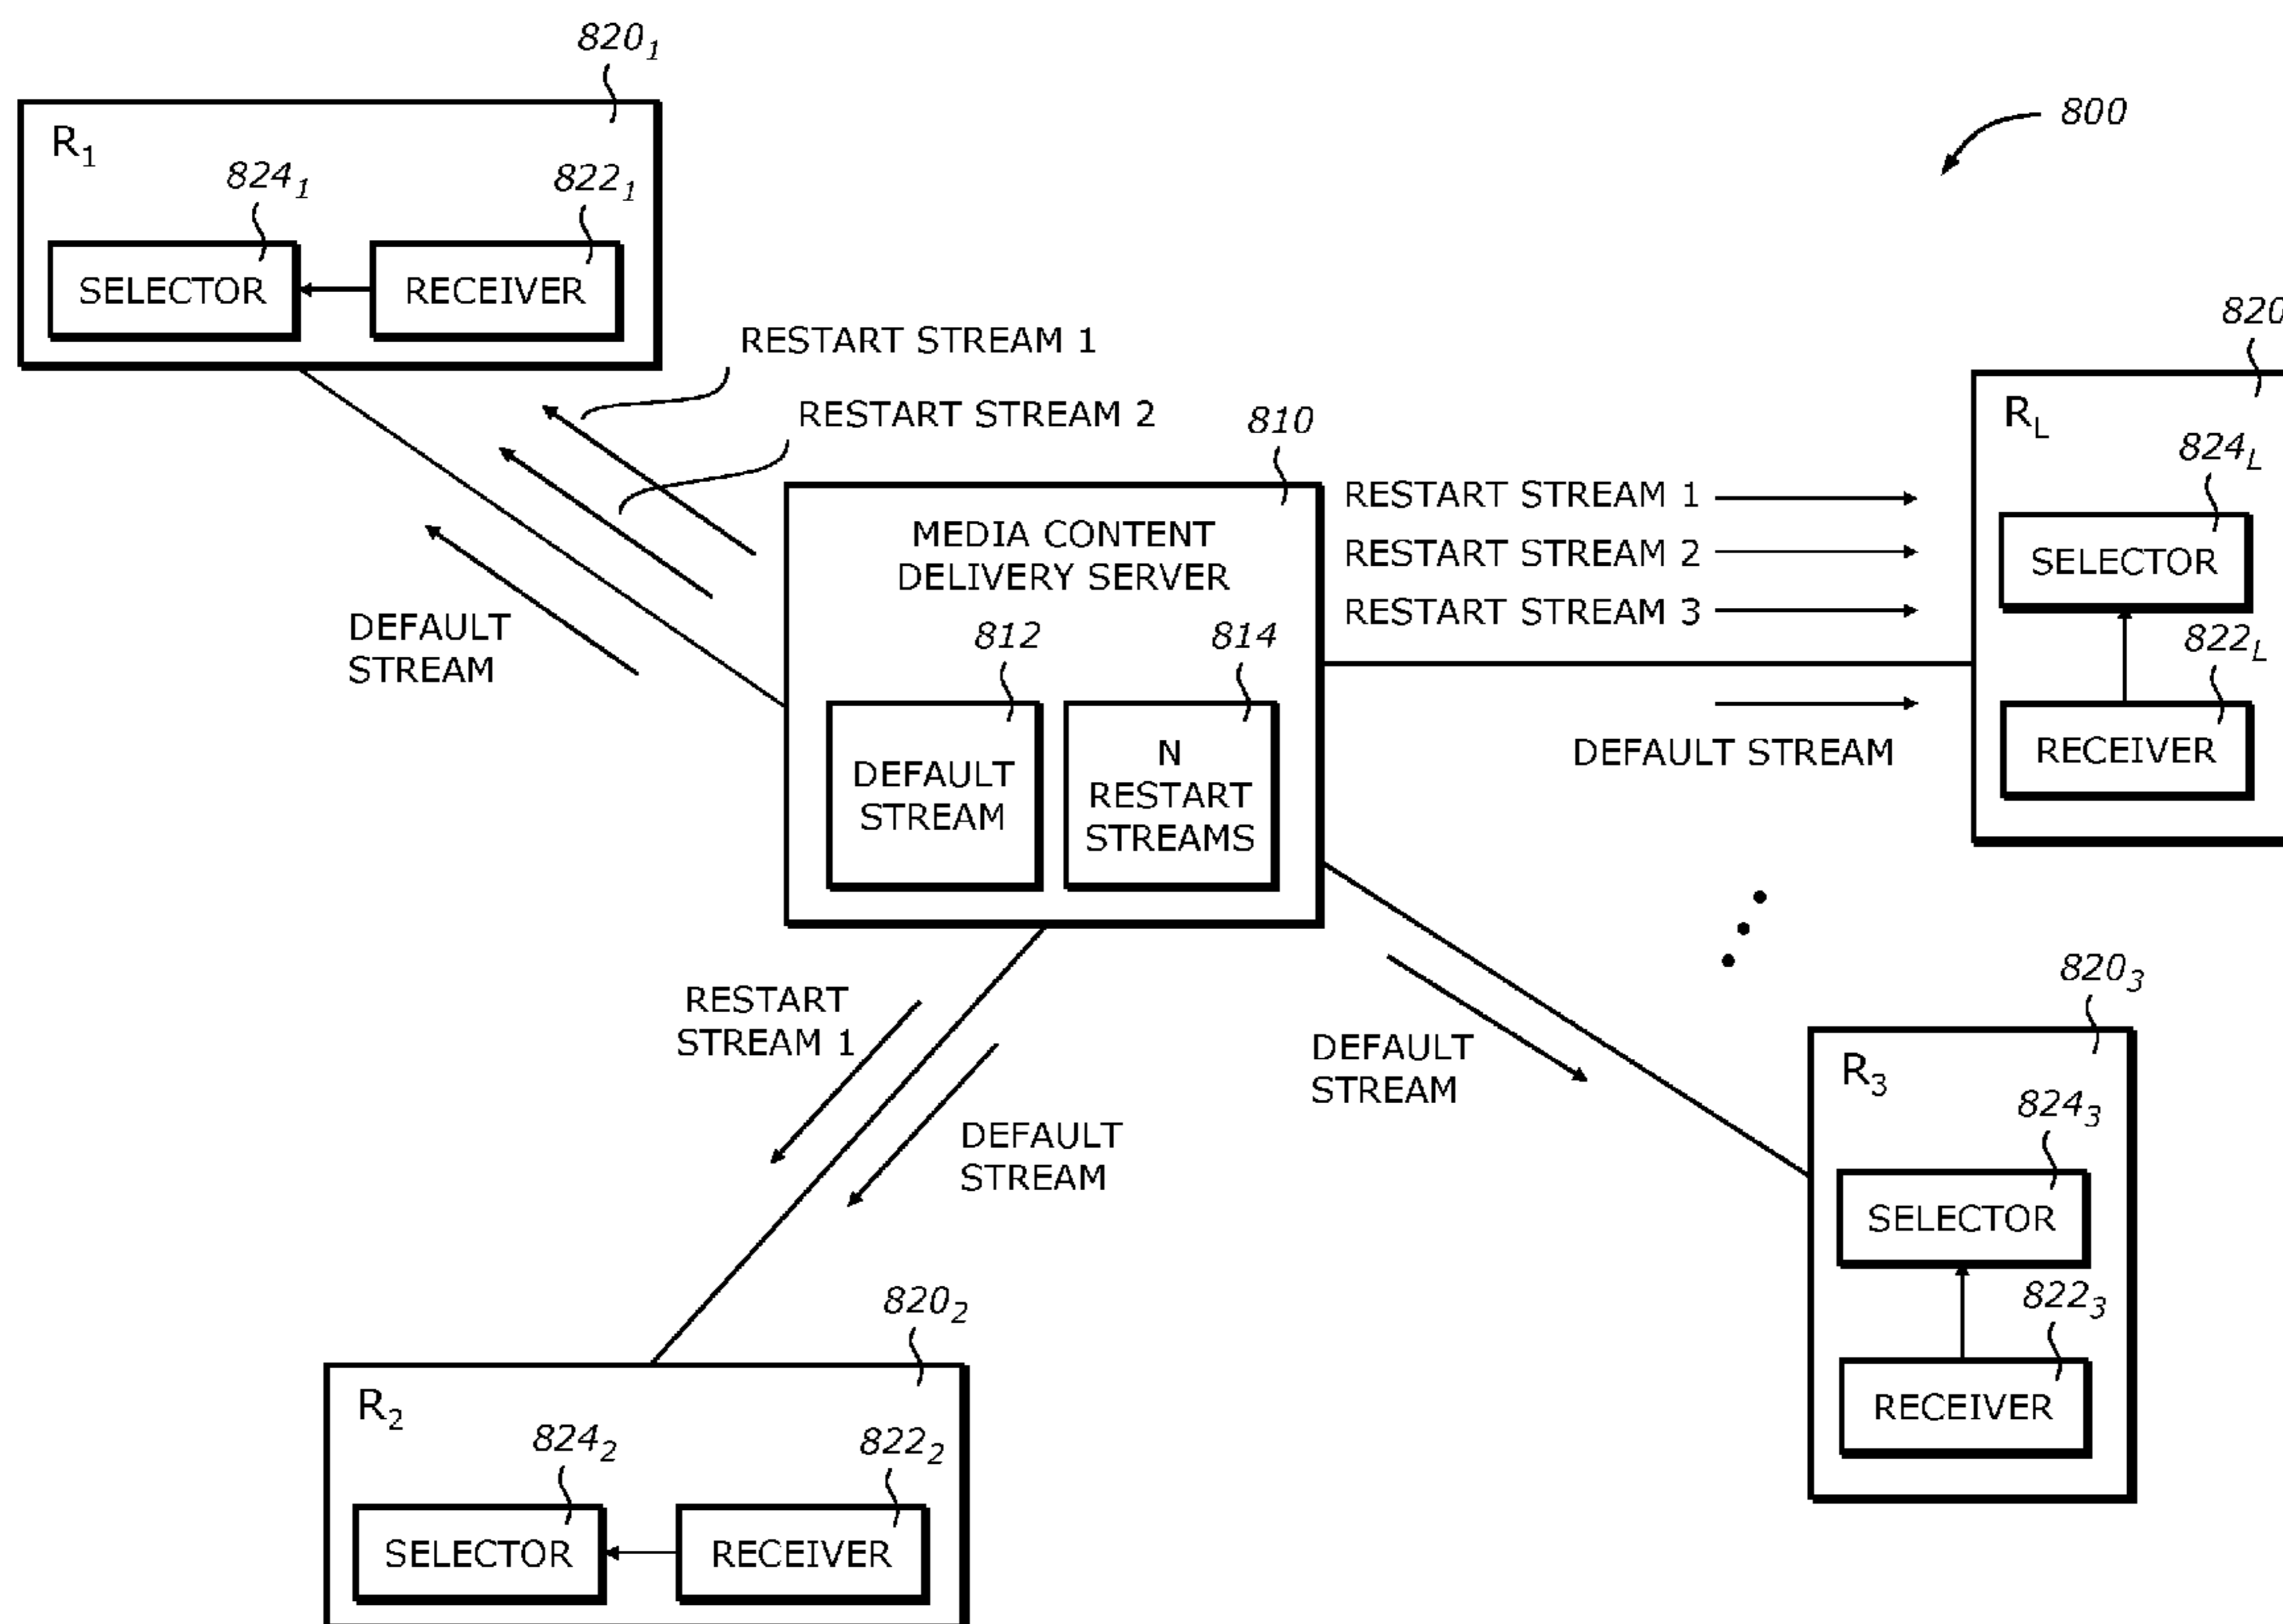 820₁
R₁
824₁
822₁
SELECTOR
RECEIVER
800
RESTART STREAM 1
RESTART STREAM 2
DEFAULT
STREAM
810
MEDIA CONTENT
DELIVERY SERVER
812
814
DEFAULT
STREAM
N
RESTART
STREAMS
RESTART STREAM 1
RESTART STREAM 2
RESTART STREAM 3
DEFAULT STREAM
820
R_L
824_L
SELECTOR
822_L
RECEIVER
RESTART
STREAM 1
DEFAULT
STREAM
DEFAULT
STREAM
820₃
R₃
824₃
SELECTOR
822₃
RECEIVER
820₂
R₂
824₂
822₂
SELECTOR
RECEIVER